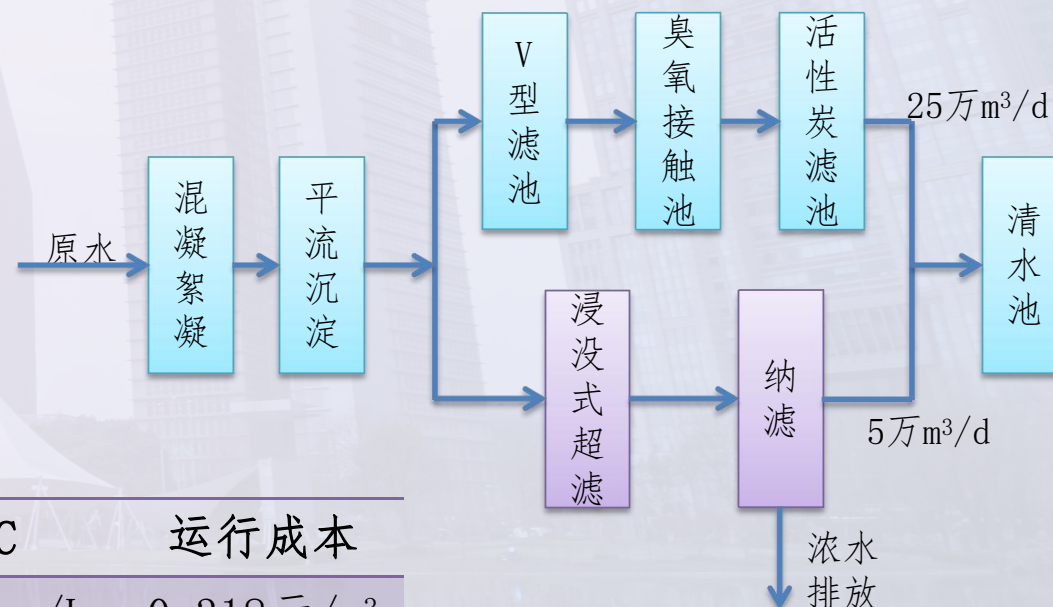 原水
混凝絮凝
平流沉淀
V型滤池
臭氧接触池
活性炭滤池
25万m³/d
清水池
浸没式超滤
纳滤
5万m³/d
浓水
排放
C 运行成本
/L